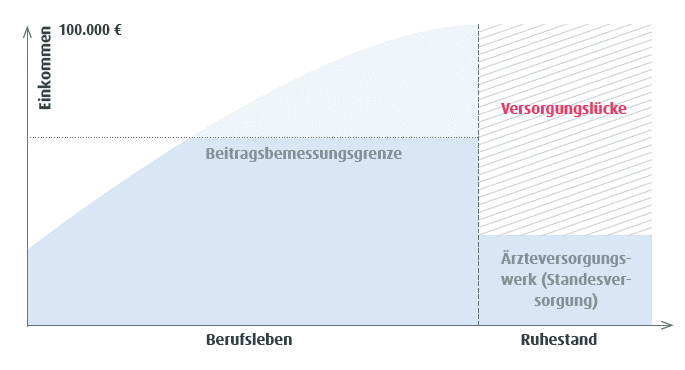 Einkommen
100.000 €
Versorgungslücke
Beitragsbemessungsgrenze
Ärzteversorgungs-
werk (Standesver-
sorgung)
Berufsleben
Ruhestand